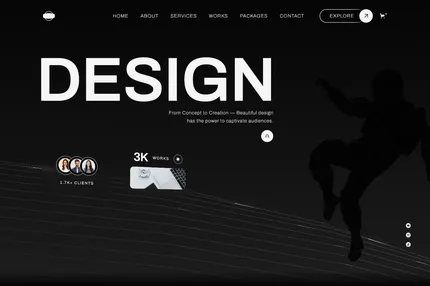 HOME ABOUT SERVICES WORKS PACKAGES CONTACT EXPLORE
DESIGN
From Concept to Creation — Beautiful design
has the power to captivate audiences.
3K WORKS
1.7K+ CLIENTS